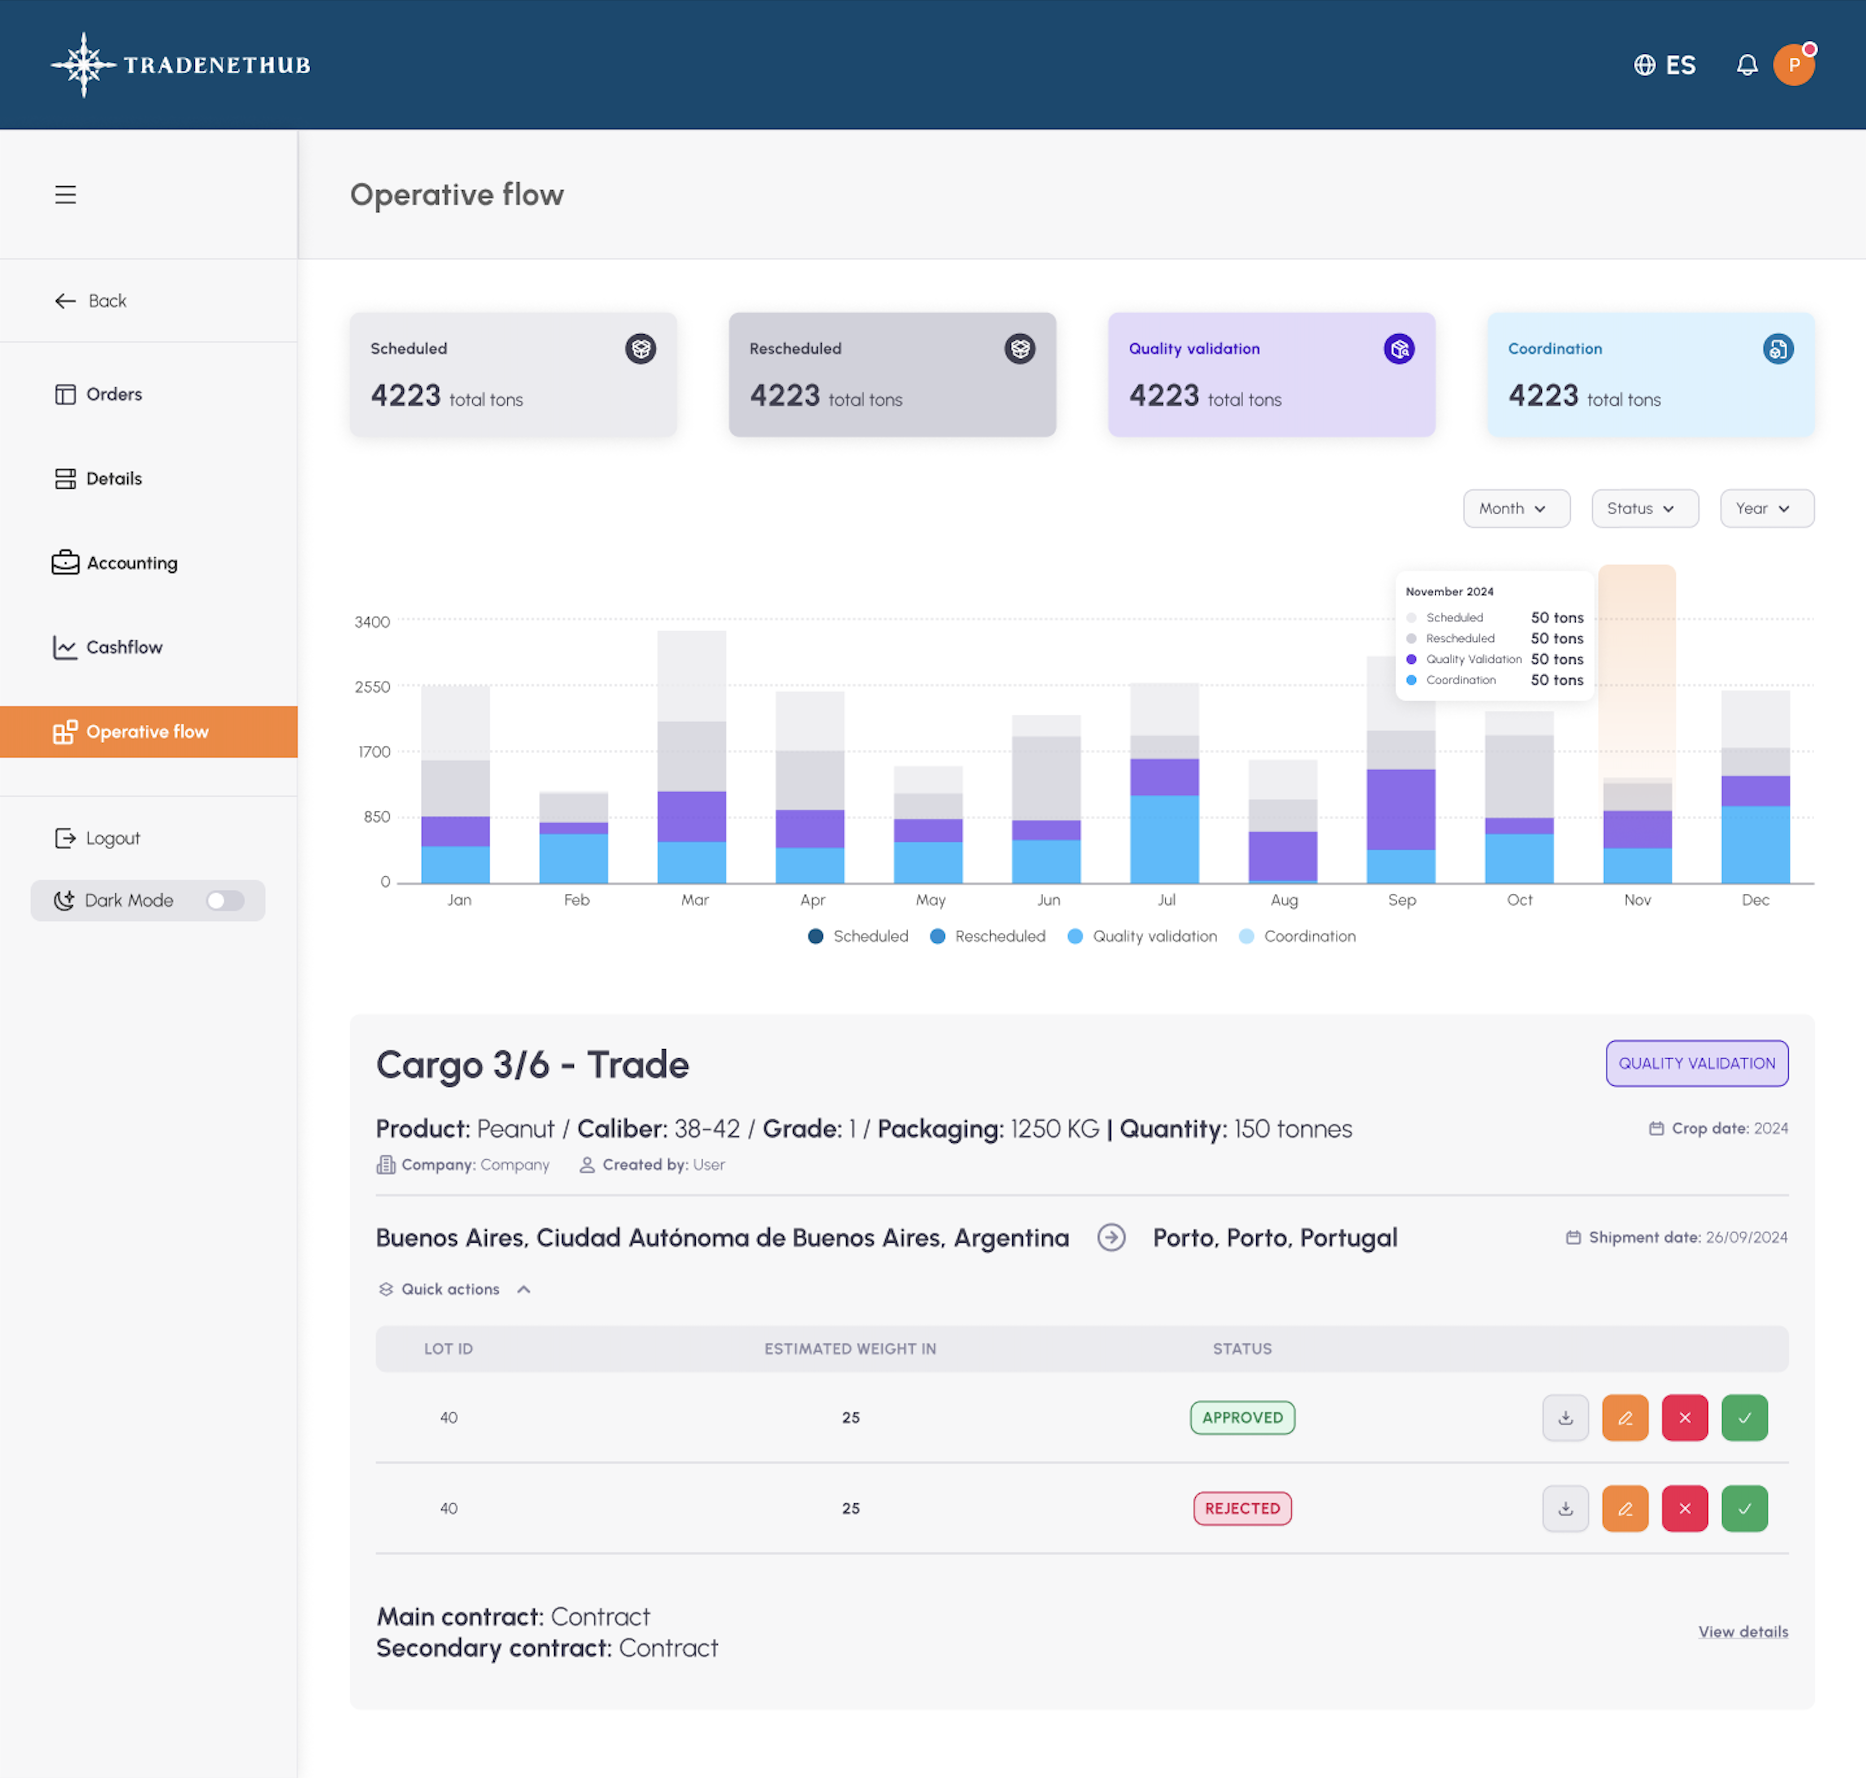 TRADENETHUB
ES
P
Operative flow
Back
Orders
Details
Accounting
Cashflow
Operative flow
Logout
Dark Mode
Scheduled
4223 total tons
Rescheduled
4223 total tons
Quality validation
4223 total tons
Coordination
4223 total tons
Month
Status
Year
November 2024
Scheduled 50 tons
Rescheduled 50 tons
Quality Validation 50 tons
Coordination 50 tons
3400
2550
1700
850
0
Jan Feb Mar Apr May Jun Jul Aug Sep Oct Nov Dec
Scheduled Rescheduled Quality validation Coordination
Cargo 3/6 - Trade
QUALITY VALIDATION
Product: Peanut / Caliber: 38-42 / Grade: 1 / Packaging: 1250 KG | Quantity: 150 tonnes
Crop date: 2024
Company: Company Created by: User
Buenos Aires, Ciudad Autónoma de Buenos Aires, Argentina Porto, Porto, Portugal
Shipment date: 26/09/2024
Quick actions
LOT ID ESTIMATED WEIGHT IN STATUS
40 25 APPROVED
40 25 REJECTED
Main contract: Contract
Secondary contract: Contract
View details